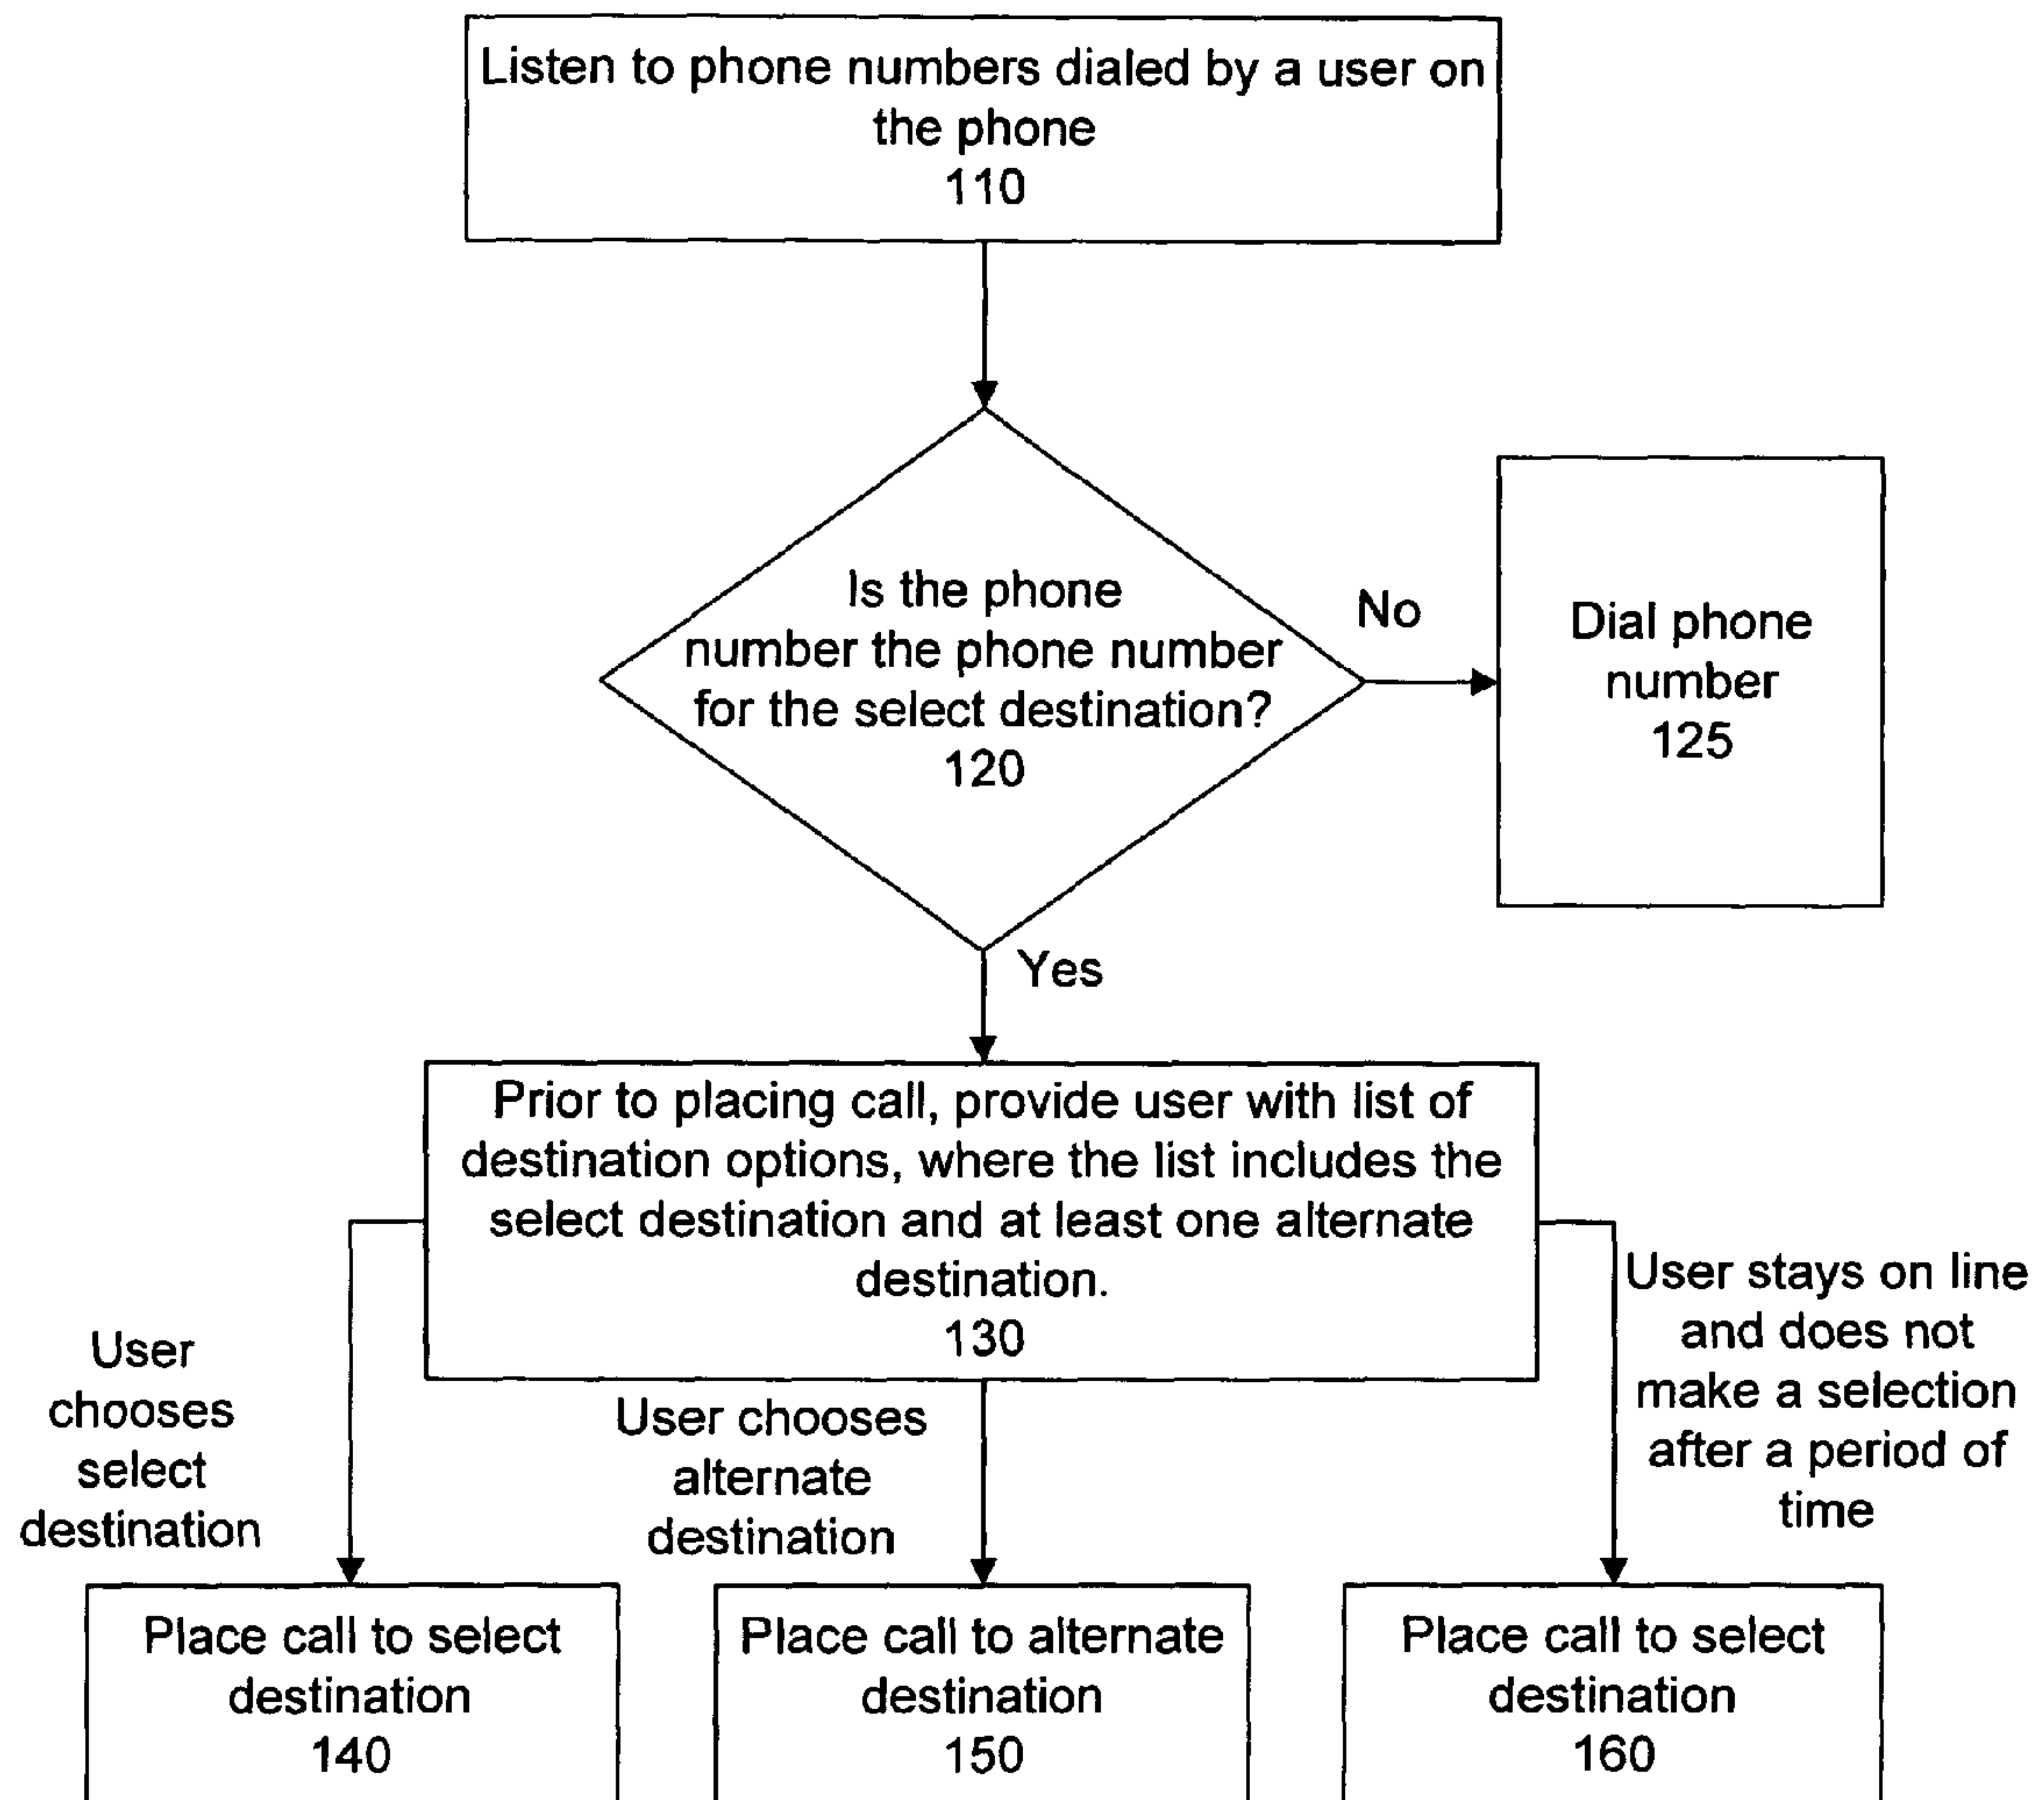 Listen to phone numbers dialed by a user on
the phone
110
Is the phone
number the phone number
for the select destination?
120
No
Dial phone
number
125
Yes
Prior to placing call, provide user with list of
destination options, where the list includes the
select destination and at least one alternate
destination.
130
User
chooses
select
destination
User chooses
alternate
destination
User stays on line
and does not
make a selection
after a period of
time
Place call to select
destination
140
Place call to alternate
destination
150
Place call to select
destination
160